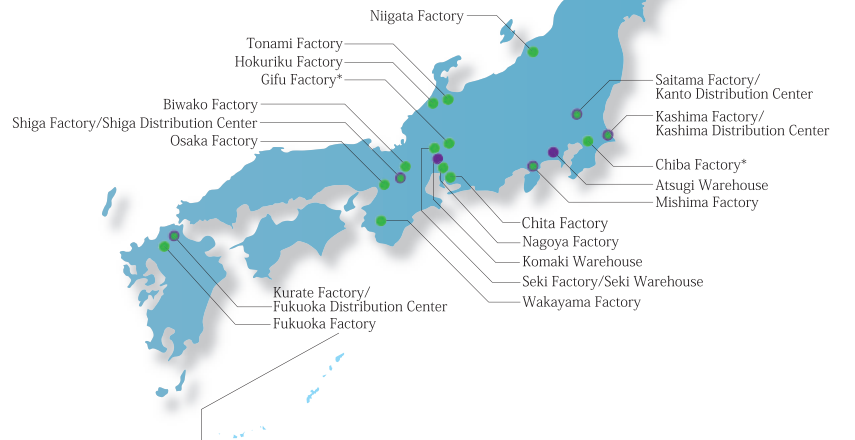 Niigata Factory
Tonami Factory
Hokuriku Factory
Gifu Factory*
Biwako Factory
Shiga Factory/Shiga Distribution Center
Osaka Factory
Saitama Factory/
Kanto Distribution Center
Kashima Factory/
Kashima Distribution Center
Chiba Factory*
Atsugi Warehouse
Mishima Factory
Chita Factory
Nagoya Factory
Komaki Warehouse
Seki Factory/Seki Warehouse
Wakayama Factory
Kurate Factory/
Fukuoka Distribution Center
Fukuoka Factory